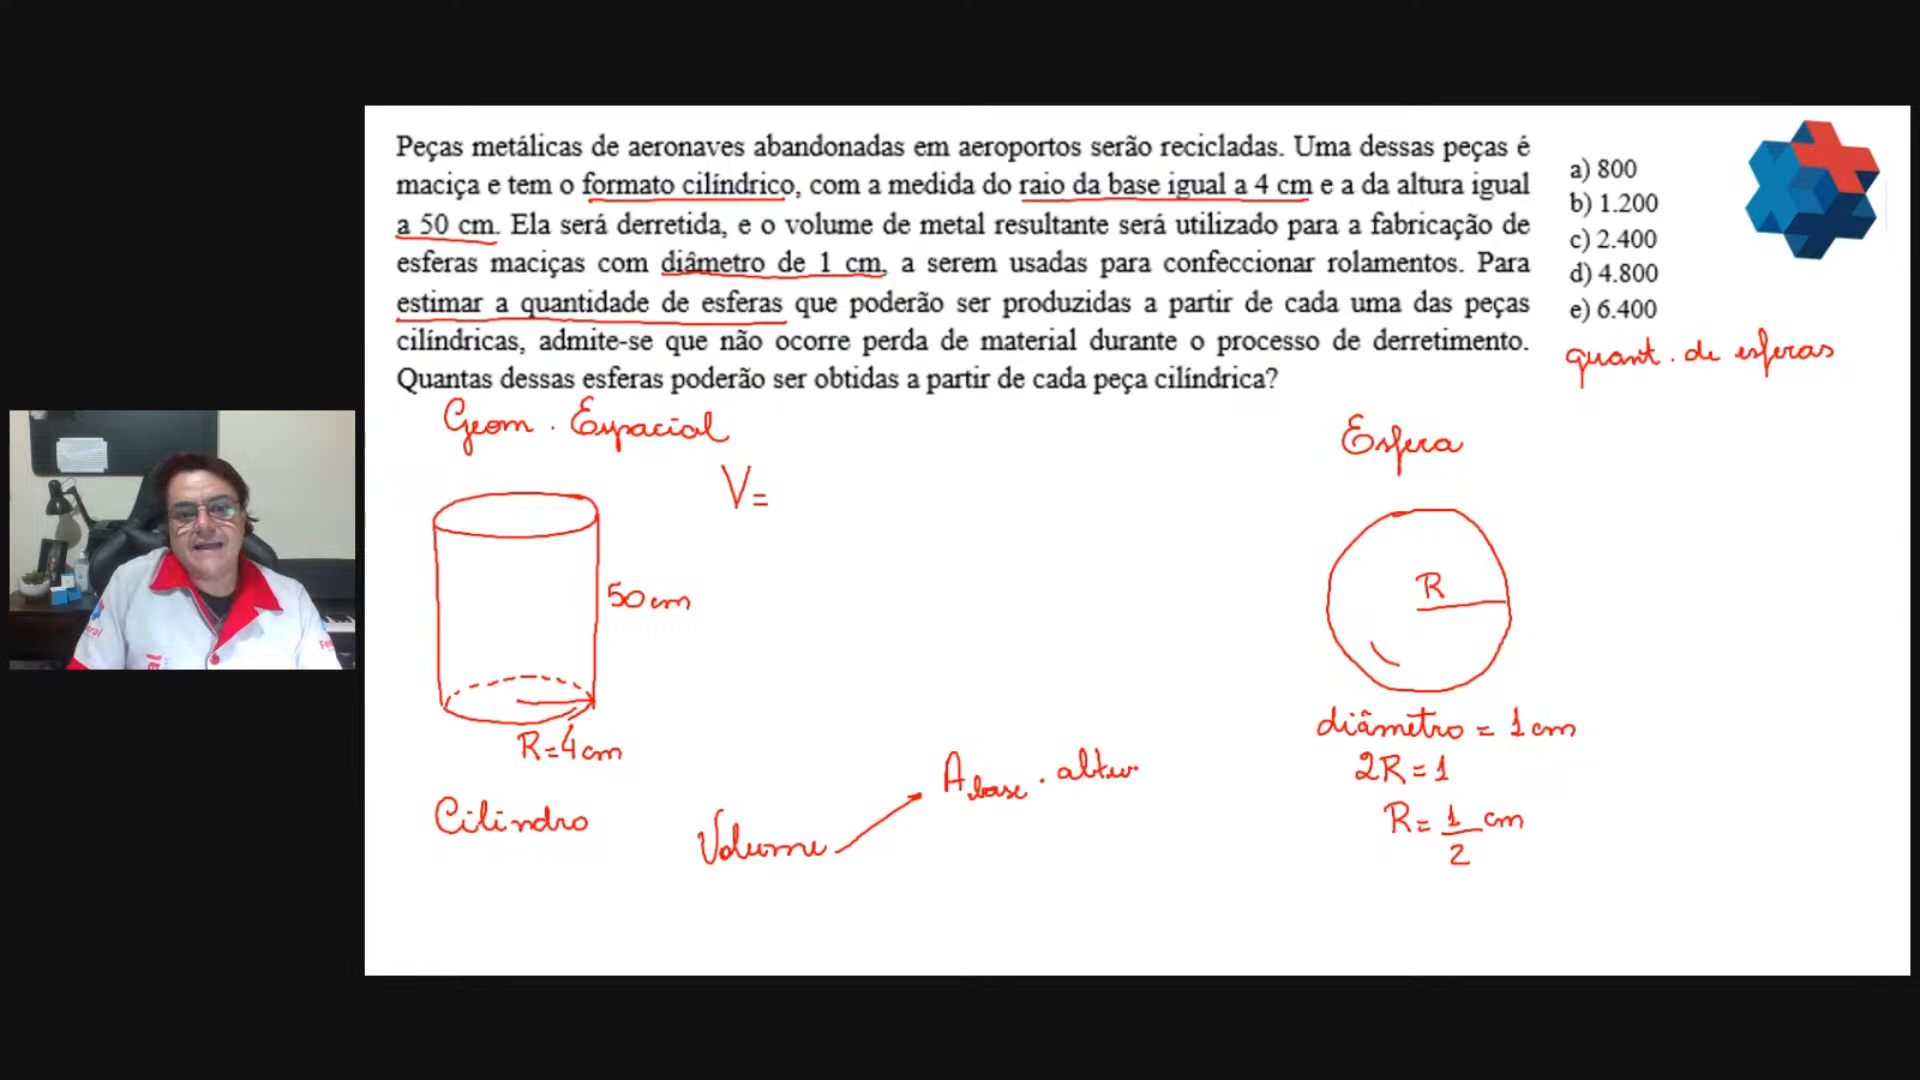 Peças metálicas de aeronaves abandonadas em aeroportos serão recicladas. Uma dessas peças é
maciça e tem o formato cilíndrico, com a medida do raio da base igual a 4 cm e a da altura igual
a 50 cm. Ela será derretida, e o volume de metal resultante será utilizado para a fabricação de
esferas maciças com diâmetro de 1 cm, a serem usadas para confeccionar rolamentos. Para
estimar a quantidade de esferas que poderão ser produzidas a partir de cada uma das peças
cilíndricas, admite-se que não ocorre perda de material durante o processo de derretimento.
Quantas dessas esferas poderão ser obtidas a partir de cada peça cilíndrica?
a) 800
b) 1.200
c) 2.400
d) 4.800
e) 6.400
quant. de esferas
Geom. Espacial
V=
50 cm
R=4cm
Cilindro
Volume
A base . altu
Esfera
R
diâmetro = 1 cm
2R = 1
R = 1/2 cm